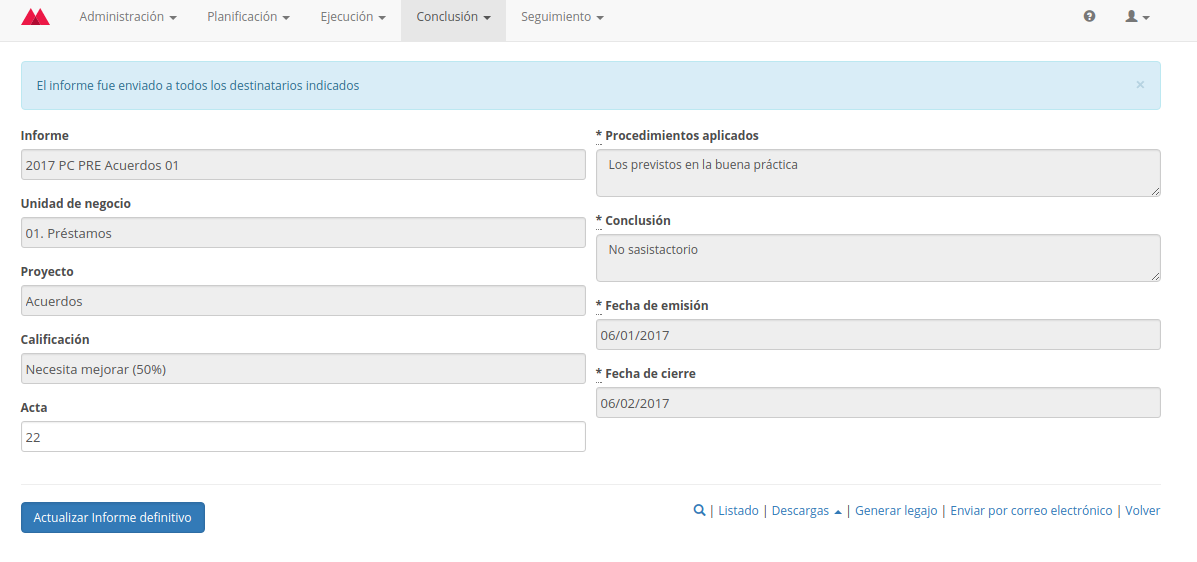 Administración Planificación Ejecución Conclusión Seguimiento
El informe fue enviado a todos los destinatarios indicados ×
Informe
2017 PC PRE Acuerdos 01
Unidad de negocio
01. Préstamos
Proyecto
Acuerdos
Calificación
Necesita mejorar (50%)
Acta
22
* Procedimientos aplicados
Los previstos en la buena práctica
* Conclusión
No sasistactorio
* Fecha de emisión
06/01/2017
* Fecha de cierre
06/02/2017
Actualizar Informe definitivo
| Listado | Descargas | Generar legajo | Enviar por correo electrónico | Volver